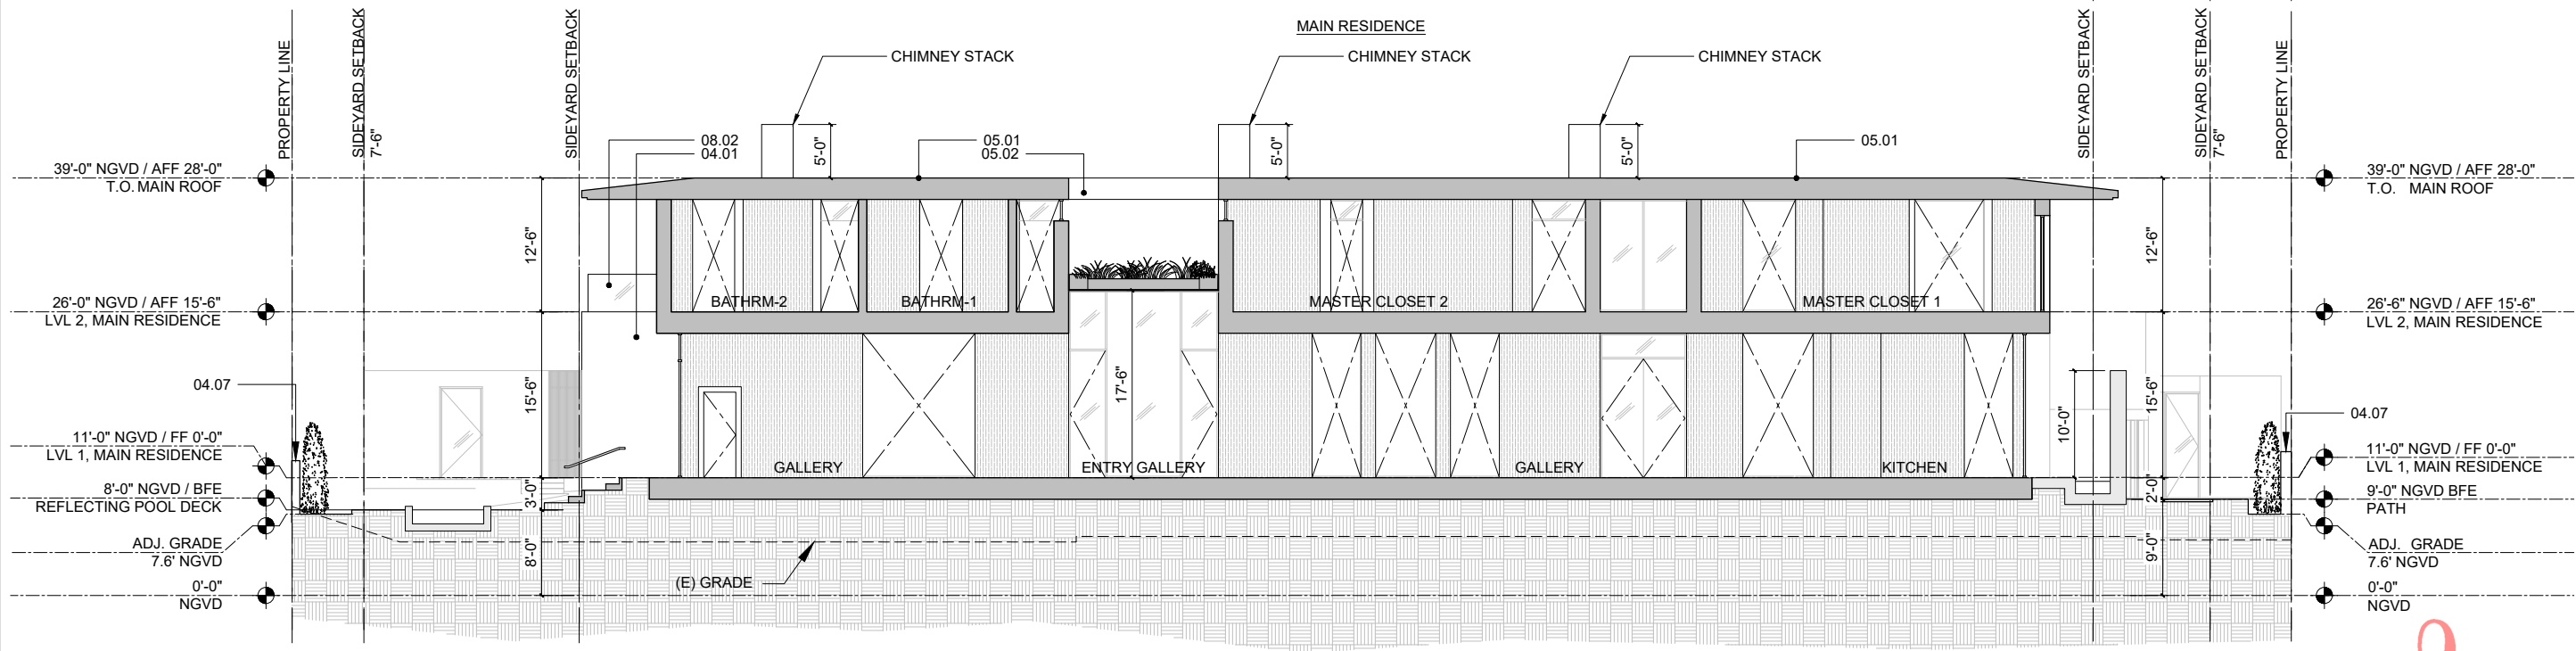 MAIN RESIDENCE
PROPERTY LINE
SIDEYARD SETBACK
7'-6"
SIDEYARD SETBACK
CHIMNEY STACK
CHIMNEY STACK
CHIMNEY STACK
SIDEYARD SETBACK
SIDEYARD SETBACK
7'-6"
PROPERTY LINE
08.02
04.01
05.01
05.02
05.01
5'-0"
5'-0"
5'-0"
39'-0" NGVD / AFF 28'-0"
T.O. MAIN ROOF
39'-0" NGVD / AFF 28'-0"
T.O. MAIN ROOF
12'-6"
12'-6"
26'-0" NGVD / AFF 15'-6"
LVL 2, MAIN RESIDENCE
BATHRM-2
BATHRM-1
MASTER CLOSET 2
MASTER CLOSET 1
26'-6" NGVD / AFF 15'-6"
LVL 2, MAIN RESIDENCE
04.07
15'-6"
17'-6"
10'-0"
15'-6"
04.07
11'-0" NGVD / FF 0'-0"
LVL 1, MAIN RESIDENCE
GALLERY
ENTRY GALLERY
GALLERY
KITCHEN
11'-0" NGVD / FF 0'-0"
LVL 1, MAIN RESIDENCE
8'-0" NGVD / BFE
REFLECTING POOL DECK
3'-0"
2'-0"
9'-0" NGVD BFE
PATH
ADJ. GRADE
7.6' NGVD
8'-0"
9'-0"
ADJ. GRADE
7.6' NGVD
(E) GRADE
0'-0"
NGVD
0'-0"
NGVD